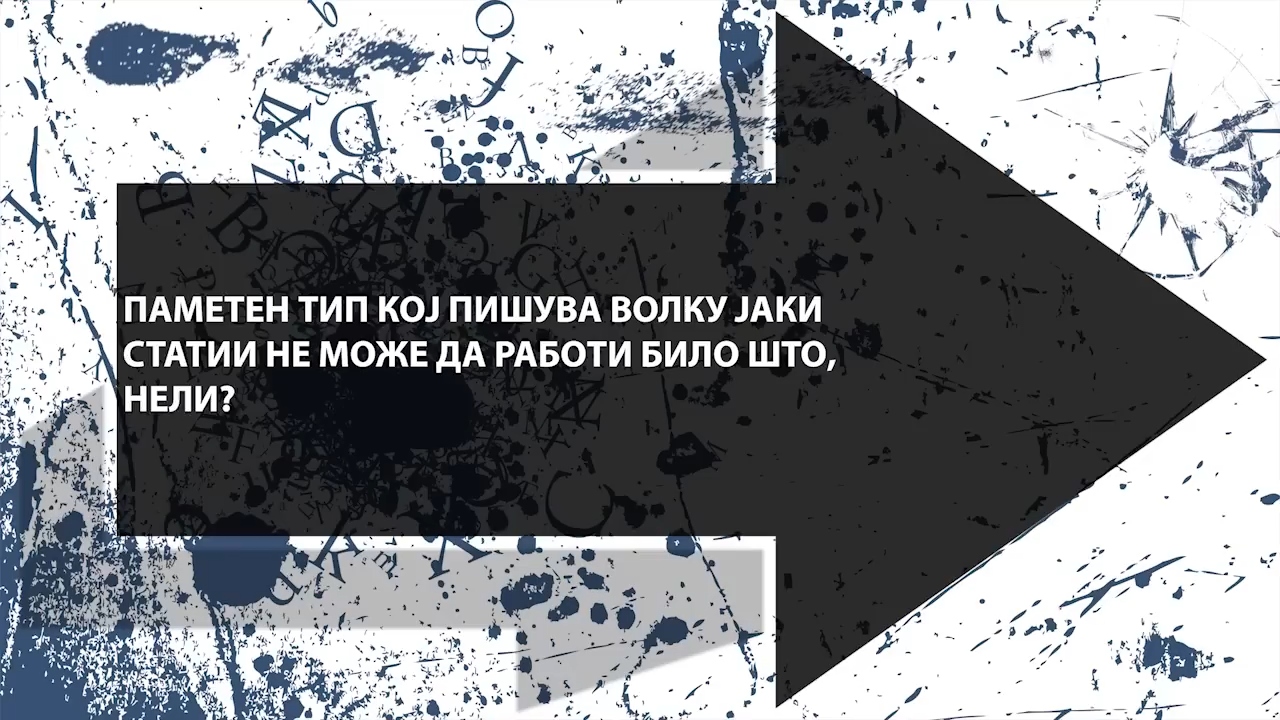 ПАМЕТЕН ТИП КОЈ ПИШУВА ВОЛКУ ЈАКИ
СТАТИИ НЕ МОЖЕ ДА РАБОТИ БИЛО ШТО,
НЕЛИ?